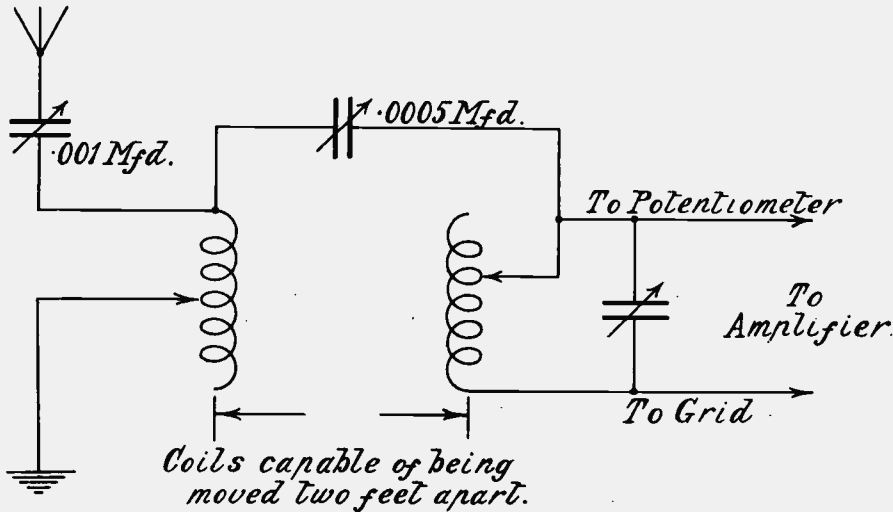 .0005 Mfd.
.001 Mfd.
To Potentiometer
To
Amplifier.
To Grid
Coils capable of being
moved two feet apart.